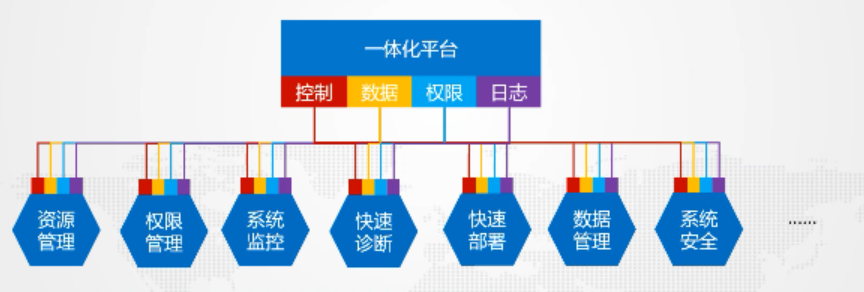 一体化平台
控制 数据 权限 日志
资源
管理
权限
管理
系统
监控
快速
诊断
快速
部署
数据
管理
系统
安全
······